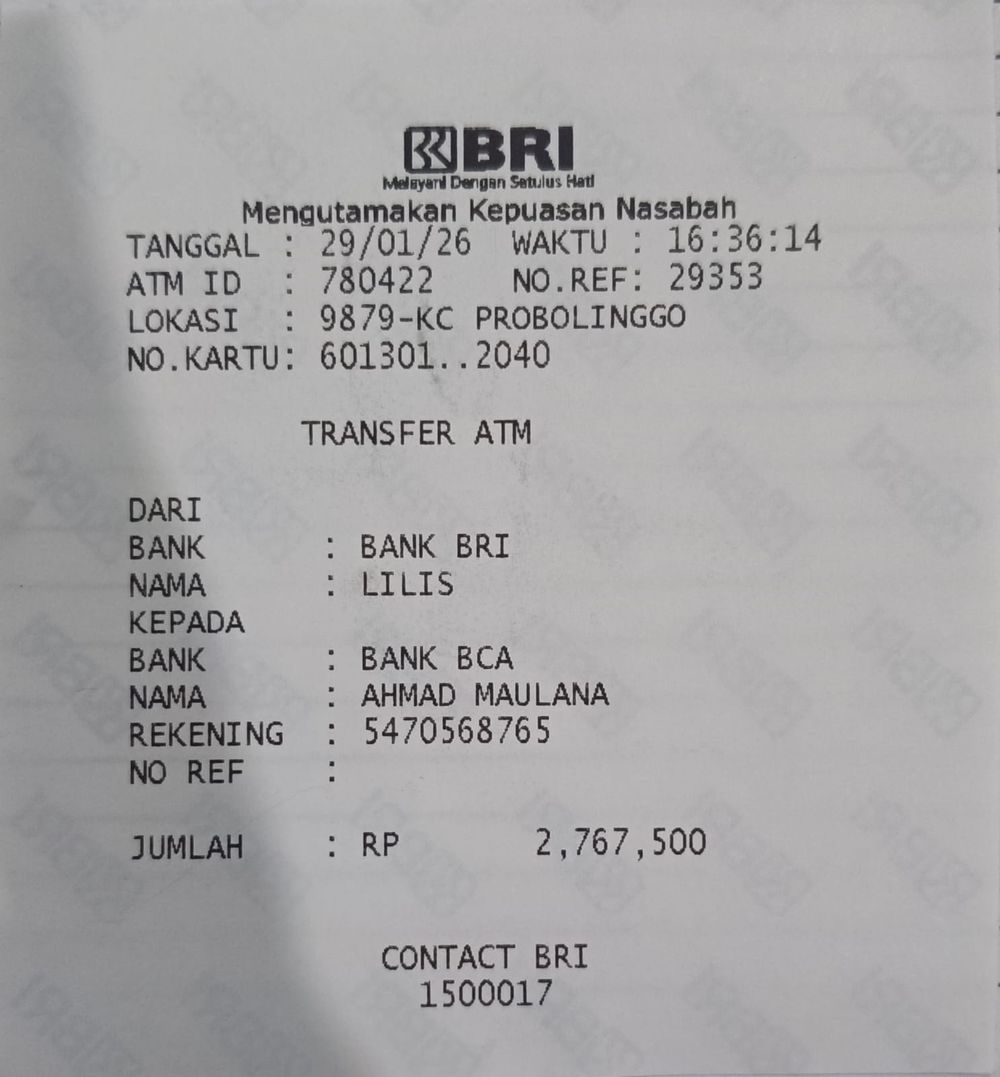 BRI
Melayani Dengan Setulus Hati
Mengutamakan Kepuasan Nasabah
TANGGAL : 29/01/26 WAKTU : 16:36:14
ATM ID : 780422 NO.REF: 29353
LOKASI : 9879-KC PROBOLINGGO
NO.KARTU: 601301..2040
TRANSFER ATM
DARI
BANK : BANK BRI
NAMA : LILIS
KEPADA
BANK : BANK BCA
NAMA : AHMAD MAULANA
REKENING : 5470568765
NO REF :
JUMLAH : RP 2,767,500
CONTACT BRI
1500017